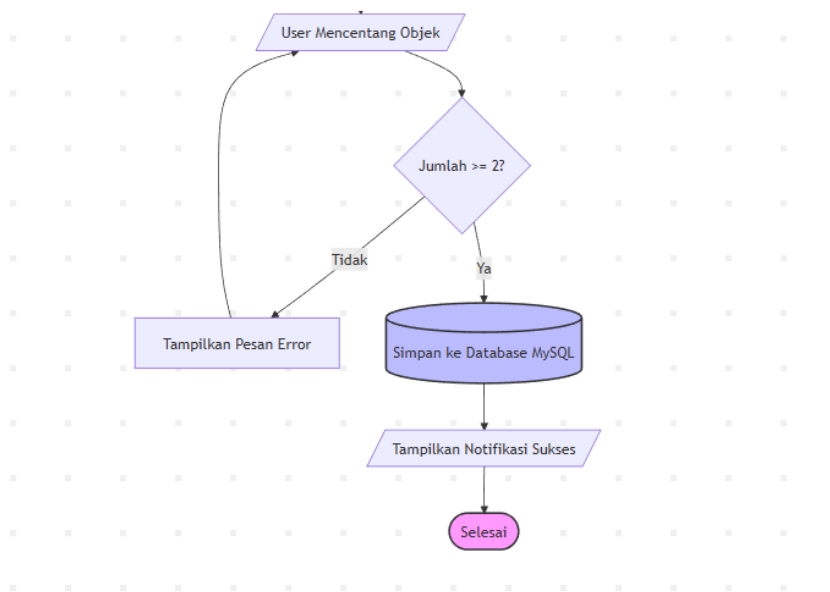 User Mencentang Objek
Jumlah >= 2?
Tidak
Ya
Tampilkan Pesan Error
Simpan ke Database MySQL
Tampilkan Notifikasi Sukses
Selesai